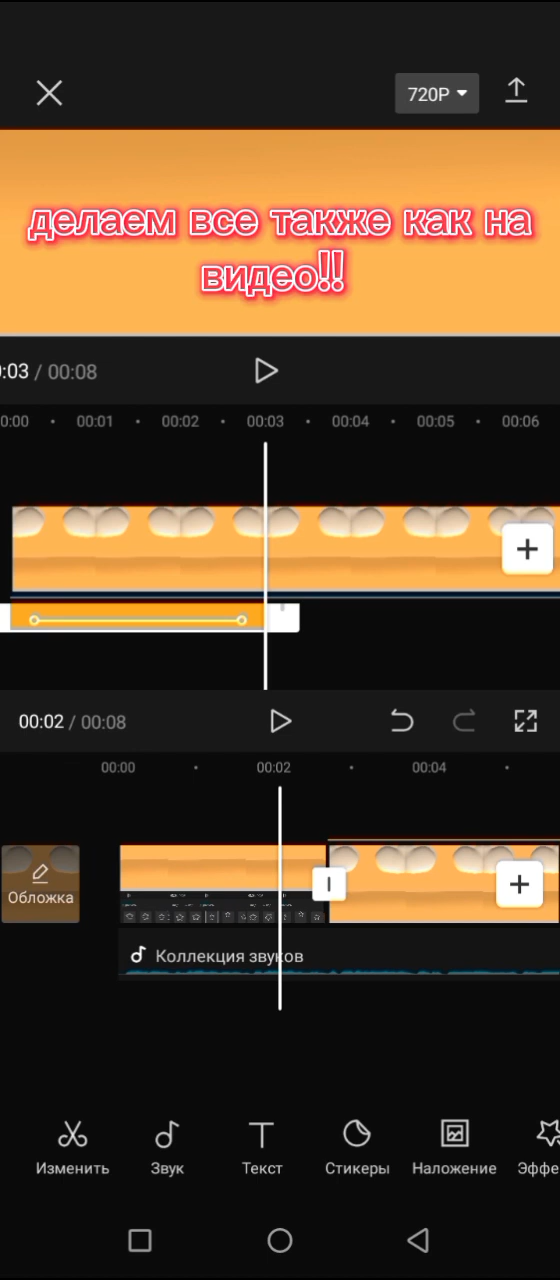 720P
делаем все также как на
видео!!
:03 / 00:08
0:00 00:01 00:02 00:03 00:04 00:05 00:06
00:02 / 00:08
00:00 00:02 00:04
Обложка
Коллекция звуков
Изменить Звук Текст Стикеры Наложение Эффе